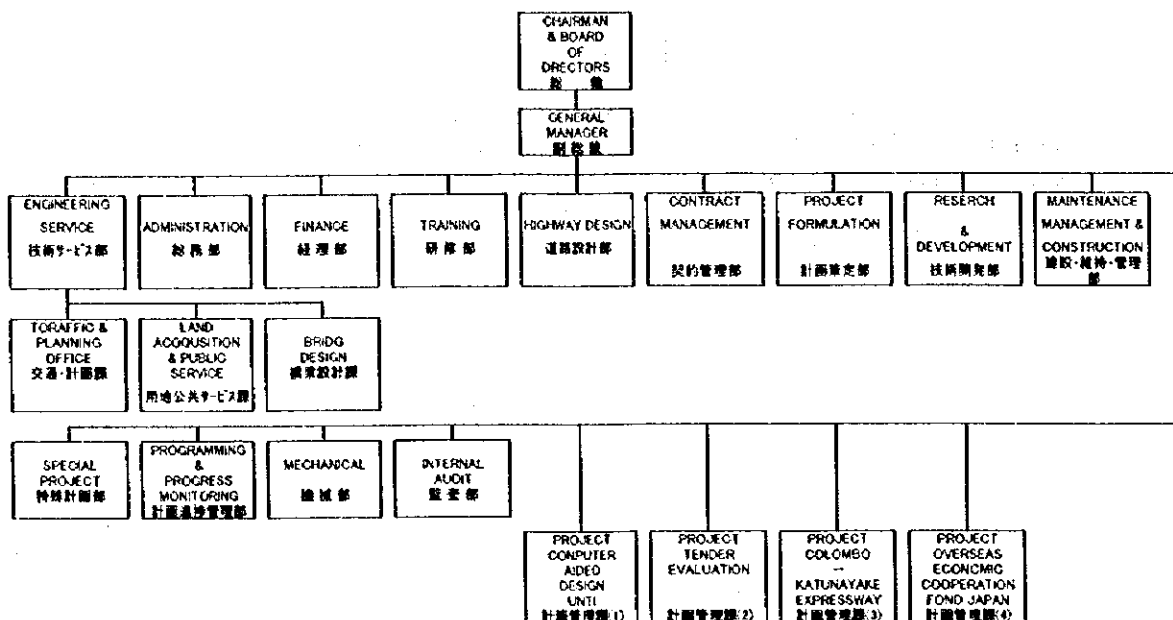 CHAIRMAN
& BOARD
OF
DRECTORS
総 裁
GENERAL
MANAGER
副総裁
ENGINEERING
SERVICE
技術サービス部
ADMINISTRATION
総務部
FINANCE
経理部
TRAINING
研修部
HIGHWAY DESIGN
道路設計部
CONTRACT
MANAGEMENT
契約管理部
PROJECT
FORMULATION
計画策定部
RESERCH
&
DEVELOPMENT
技術開発部
MAINTENANCE
MANAGEMENT &
CONSTRUCTION
建設・維持・管理
部
TORAFFIC &
PLANNING
OFFICE
交通・計画課
LAND
ACQQUSITION
& PUBLIC
SERVICE
用地公共サービス課
BRIDG
DESIGN
橋梁設計課
SPECIAL
PROJECT
特殊計画部
PROGRAMMING
&
PROGRESS
MONITORING
計画進捗管理部
MECHANICAL
機械部
INTERNAL
AUDIT
監査部
PROJECT
CONPUTER
AIDED
DESIGN
UNTI
計画管理課(1)
PROJECT
TENDER
EVALUATION
計画管理課(2)
PROJECT
COLOMBO
—
KATUNAYAKE
EXPRESSWAY
計画管理課(3)
PROJECT
OVERSEAS
ECONOMIC
COOPERATION
FOND JAPAN
計画管理課(4)